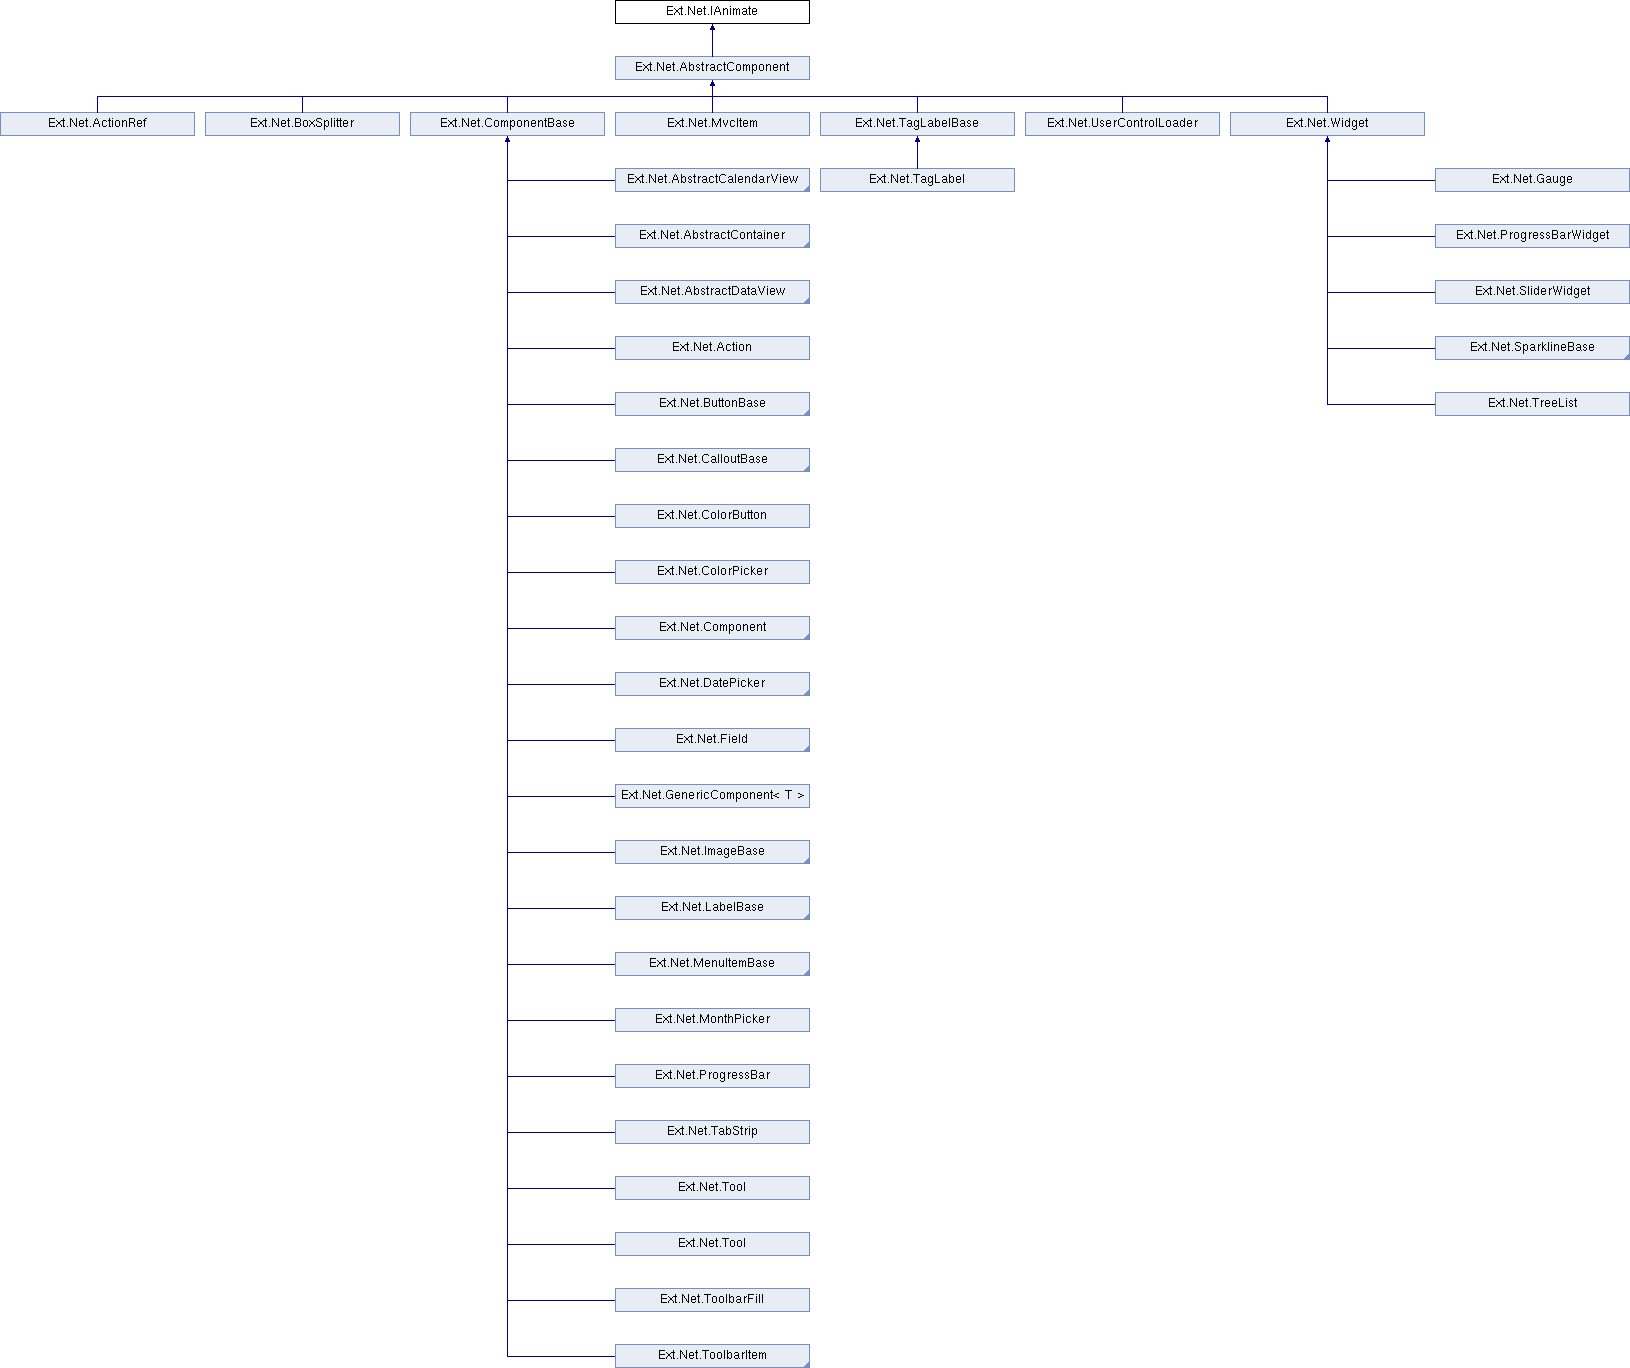 Ext.Net.IAnimate
Ext.Net.AbstractComponent
Ext.Net.ActionRef
Ext.Net.BoxSplitter
Ext.Net.ComponentBase
Ext.Net.MvcItem
Ext.Net.TagLabelBase
Ext.Net.UserControlLoader
Ext.Net.Widget
Ext.Net.AbstractCalendarView
Ext.Net.TagLabel
Ext.Net.Gauge
Ext.Net.AbstractContainer
Ext.Net.ProgressBarWidget
Ext.Net.AbstractDataView
Ext.Net.SliderWidget
Ext.Net.Action
Ext.Net.SparklineBase
Ext.Net.ButtonBase
Ext.Net.TreeList
Ext.Net.CalloutBase
Ext.Net.ColorButton
Ext.Net.ColorPicker
Ext.Net.Component
Ext.Net.DatePicker
Ext.Net.Field
Ext.Net.GenericComponent< T >
Ext.Net.ImageBase
Ext.Net.LabelBase
Ext.Net.MenuItemBase
Ext.Net.MonthPicker
Ext.Net.ProgressBar
Ext.Net.TabStrip
Ext.Net.Tool
Ext.Net.Tool
Ext.Net.ToolbarFill
Ext.Net.ToolbarItem